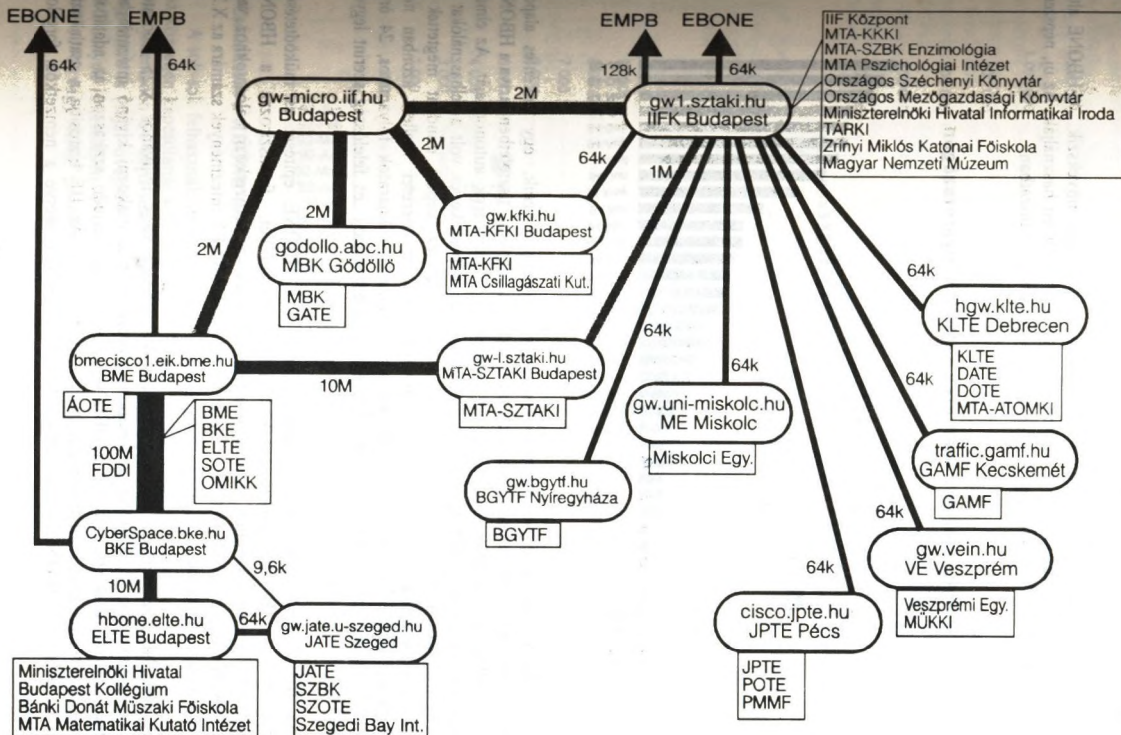 EBONE
EMPB
EMPB
EBONE
64k
64k
128k
64k
IIF Központ
MTA-KKKI
MTA-SZBK Enzimológia
MTA Pszichológiai Intézet
Országos Széchenyi Könyvtár
Országos Mezőgazdasági Könyvtár
Miniszterelnöki Hivatal Informatikai Iroda
TÁRKI
Zrínyi Miklós Katonai Főiskola
Magyar Nemzeti Múzeum
gw-micro.iif.hu
Budapest
2M
gw1.sztaki.hu
IIFK Budapest
2M
64k
1M
2M
2M
gw.kfki.hu
MTA-KFKI Budapest
MTA-KFKI
MTA Csillagászati Kut.
godollo.abc.hu
MBK Gödöllő
MBK
GATE
64k
hgw.klte.hu
KLTE Debrecen
KLTE
DATE
DOTE
MTA-ATOMKI
bmecisco1.eik.bme.hu
BME Budapest
ÁOTE
10M
gw-l.sztaki.hu
MTA-SZTAKI Budapest
MTA-SZTAKI
64k
64k
gw.uni-miskolc.hu
ME Miskolc
Miskolci Egy.
64k
traffic.gamf.hu
GAMF Kecskemét
GAMF
BME
BKE
ELTE
SOTE
OMIKK
100M
FDDI
gw.bgytf.hu
BGYTF Nyíregyháza
BGYTF
64k
gw.vein.hu
VE Veszprém
Veszprémi Egy.
MÜKKI
CyberSpace.bke.hu
BKE Budapest
9,6k
10M
64k
cisco.jpte.hu
JPTE Pécs
JPTE
POTE
PMMF
hbone.elte.hu
ELTE Budapest
64k
gw.jate.u-szeged.hu
JATE Szeged
Miniszterelnöki Hivatal
Budapest Kollégium
Bánki Donát Műszaki Főiskola
MTA Matematikai Kutató Intézet
JATE
SZBK
SZOTE
Szegedi Bay Int.